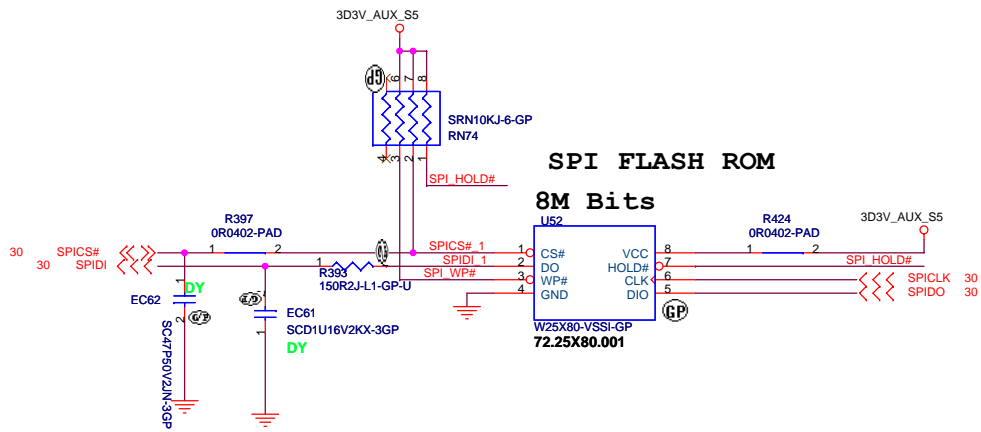 3D3V_AUX_S5
GP
5 6 7 8
SRN10KJ-6-GP
RN74
4 3 2 1
SPI_HOLD#
SPI FLASH ROM
8M Bits
U52
R397
0R0402-PAD
1 2
30 SPICS#
30 SPIDI
R393
150R2J-L1-GP-U
1 2
SPICS#_1
SPIDI_1
SPI_WP#
1 CS#
2 DO
3 WP#
4 GND
VCC 8
HOLD# 7
CLK 6
DIO 5
W25X80-VSSI-GP
72.25X80.001
GP
R424
0R0402-PAD
1 2
3D3V_AUX_S5
SPI_HOLD#
SPICLK 30
SPIDO 30
1
DY
EC62
2
GP
SC47P50V2JN-3GP
EC61
SCD1U16V2KX-3GP
1
DY